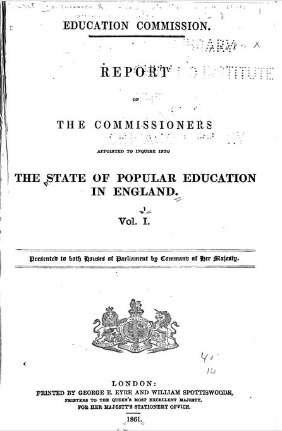 EDUCATION COMMISSION.
REPORT
OF
THE COMMISSIONERS
APPOINTED TO INQUIRE INTO
THE STATE OF POPULAR EDUCATION
IN ENGLAND.
Vol. I.
Presented to both Houses of Parliament by Command of Her Majesty.
LONDON:
PRINTED BY GEORGE E. EYRE AND WILLIAM SPOTTISWOODE,
PRINTERS TO THE QUEEN'S MOST EXCELLENT MAJESTY.
FOR HER MAJESTY'S STATIONERY OFFICE.
1861.